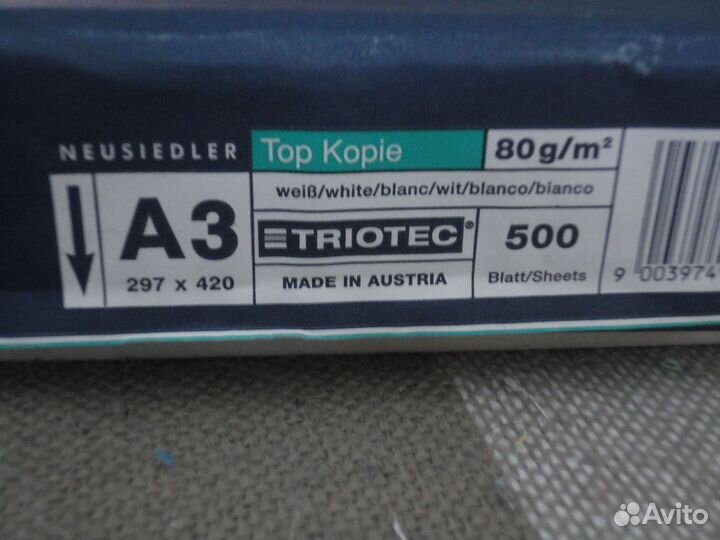 NEUSIEDLER Top Kopie 80g/m²
weiß/white/blanc/wit/blanco/bianco
A3 TRIOTEC® 500
297 x 420 MADE IN AUSTRIA Blatt/Sheets
9 003974
Avito